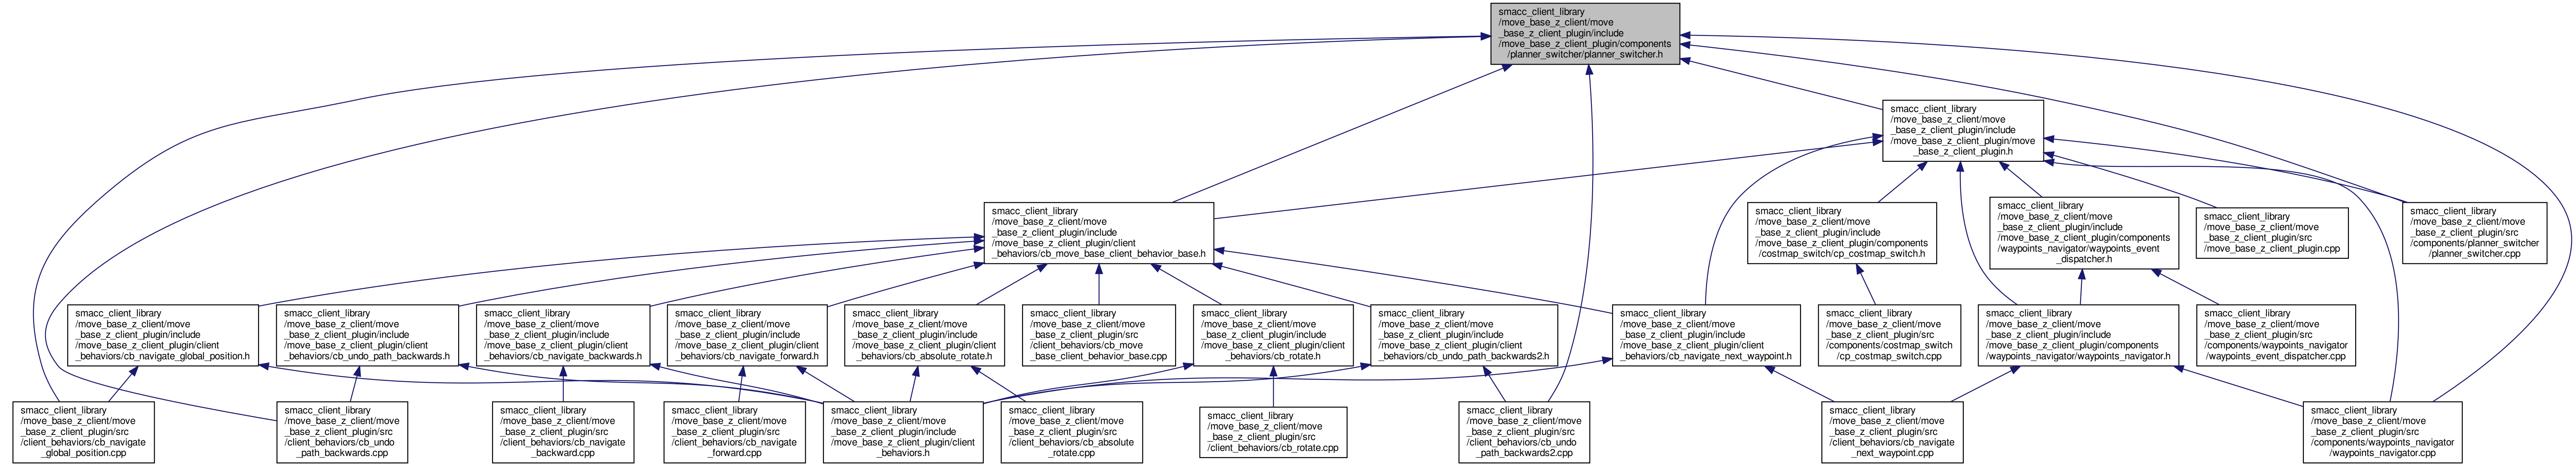 smacc_client_library
/move_base_z_client/move
_base_z_client_plugin/include
/move_base_z_client_plugin/components
/planner_switcher/planner_switcher.h
smacc_client_library
/move_base_z_client/move
_base_z_client_plugin/include
/move_base_z_client_plugin/move
_base_z_client_plugin.h
smacc_client_library
/move_base_z_client/move
_base_z_client_plugin/include
/move_base_z_client_plugin/client
_behaviors/cb_move_base_client_behavior_base.h
smacc_client_library
/move_base_z_client/move
_base_z_client_plugin/include
/move_base_z_client_plugin/components
/costmap_switch/cp_costmap_switch.h
smacc_client_library
/move_base_z_client/move
_base_z_client_plugin/include
/move_base_z_client_plugin/components
/waypoints_navigator/waypoints_event
_dispatcher.h
smacc_client_library
/move_base_z_client/move
_base_z_client_plugin/src
/move_base_z_client_plugin.cpp
smacc_client_library
/move_base_z_client/move
_base_z_client_plugin/src
/components/planner_switcher
/planner_switcher.cpp
smacc_client_library
/move_base_z_client/move
_base_z_client_plugin/include
/move_base_z_client_plugin/client
_behaviors/cb_navigate_global_position.h
smacc_client_library
/move_base_z_client/move
_base_z_client_plugin/include
/move_base_z_client_plugin/client
_behaviors/cb_undo_path_backwards.h
smacc_client_library
/move_base_z_client/move
_base_z_client_plugin/include
/move_base_z_client_plugin/client
_behaviors/cb_navigate_backwards.h
smacc_client_library
/move_base_z_client/move
_base_z_client_plugin/include
/move_base_z_client_plugin/client
_behaviors/cb_navigate_forward.h
smacc_client_library
/move_base_z_client/move
_base_z_client_plugin/include
/move_base_z_client_plugin/client
_behaviors/cb_absolute_rotate.h
smacc_client_library
/move_base_z_client/move
_base_z_client_plugin/src
/client_behaviors/cb_move
_base_client_behavior_base.cpp
smacc_client_library
/move_base_z_client/move
_base_z_client_plugin/include
/move_base_z_client_plugin/client
_behaviors/cb_rotate.h
smacc_client_library
/move_base_z_client/move
_base_z_client_plugin/include
/move_base_z_client_plugin/client
_behaviors/cb_undo_path_backwards2.h
smacc_client_library
/move_base_z_client/move
_base_z_client_plugin/include
/move_base_z_client_plugin/client
_behaviors/cb_navigate_next_waypoint.h
smacc_client_library
/move_base_z_client/move
_base_z_client_plugin/src
/components/costmap_switch
/cp_costmap_switch.cpp
smacc_client_library
/move_base_z_client/move
_base_z_client_plugin/include
/move_base_z_client_plugin/components
/waypoints_navigator/waypoints_navigator.h
smacc_client_library
/move_base_z_client/move
_base_z_client_plugin/src
/components/waypoints_navigator
/waypoints_event_dispatcher.cpp
smacc_client_library
/move_base_z_client/move
_base_z_client_plugin/src
/client_behaviors/cb_navigate
_global_position.cpp
smacc_client_library
/move_base_z_client/move
_base_z_client_plugin/src
/client_behaviors/cb_undo
_path_backwards.cpp
smacc_client_library
/move_base_z_client/move
_base_z_client_plugin/src
/client_behaviors/cb_navigate
_backward.cpp
smacc_client_library
/move_base_z_client/move
_base_z_client_plugin/src
/client_behaviors/cb_navigate
_forward.cpp
smacc_client_library
/move_base_z_client/move
_base_z_client_plugin/include
/move_base_z_client_plugin/client
_behaviors.h
smacc_client_library
/move_base_z_client/move
_base_z_client_plugin/src
/client_behaviors/cb_absolute
_rotate.cpp
smacc_client_library
/move_base_z_client/move
_base_z_client_plugin/src
/client_behaviors/cb_rotate.cpp
smacc_client_library
/move_base_z_client/move
_base_z_client_plugin/src
/client_behaviors/cb_undo
_path_backwards2.cpp
smacc_client_library
/move_base_z_client/move
_base_z_client_plugin/src
/client_behaviors/cb_navigate
_next_waypoint.cpp
smacc_client_library
/move_base_z_client/move
_base_z_client_plugin/src
/components/waypoints_navigator
/waypoints_navigator.cpp